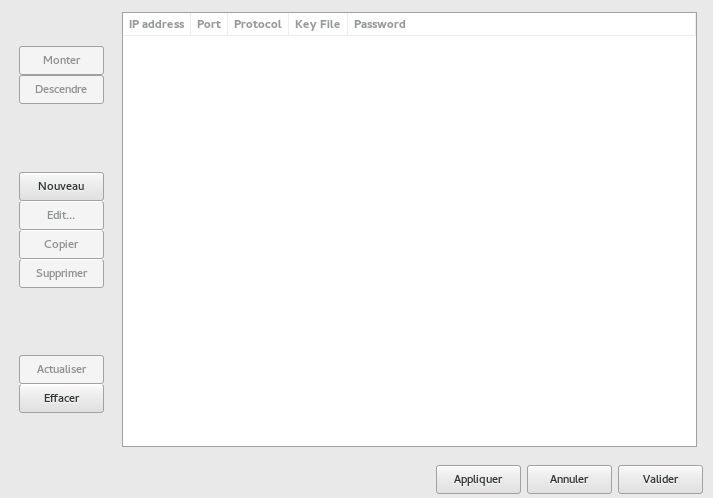 IP address Port Protocol Key File Password
Monter
Descendre
Nouveau
Edit...
Copier
Supprimer
Actualiser
Effacer
Appliquer Annuler Valider